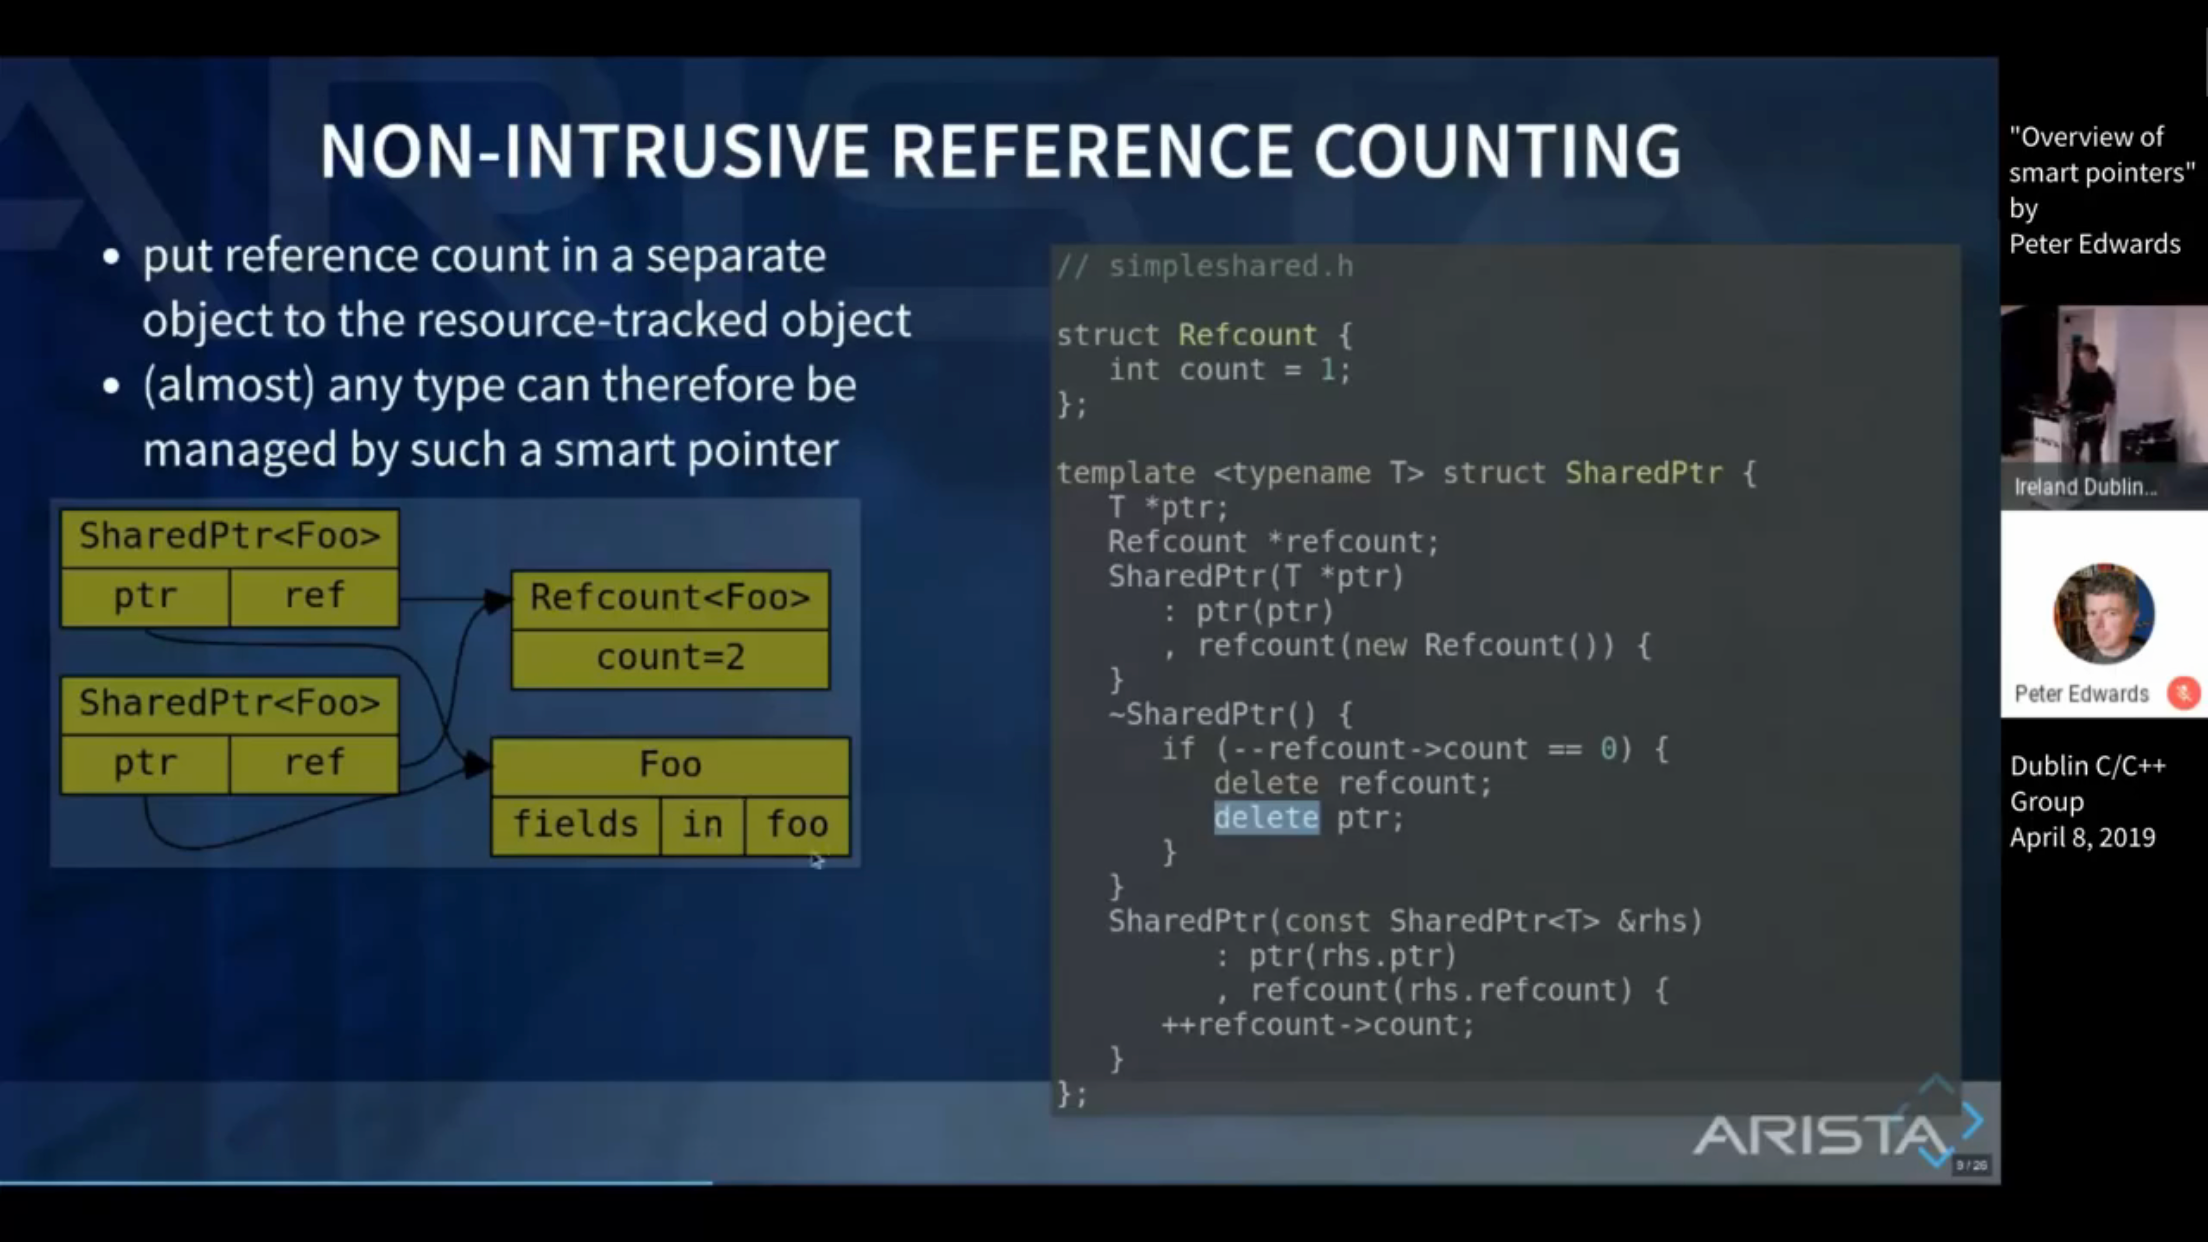 NON-INTRUSIVE REFERENCE COUNTING
• put reference count in a separate
object to the resource-tracked object
• (almost) any type can therefore be
managed by such a smart pointer
SharedPtr<Foo>
ptr ref
Refcount<Foo>
count=2
SharedPtr<Foo>
ptr ref
Foo
fields in foo
// simpleshared.h
struct Refcount {
int count = 1;
};
template <typename T> struct SharedPtr {
T *ptr;
Refcount *refcount;
SharedPtr(T *ptr)
: ptr(ptr)
, refcount(new Refcount()) {
}
~SharedPtr() {
if (--refcount->count == 0) {
delete refcount;
delete ptr;
}
}
SharedPtr(const SharedPtr<T> &rhs)
: ptr(rhs.ptr)
, refcount(rhs.refcount) {
++refcount->count;
}
};
ARISTA
9 / 26
"Overview of
smart pointers"
by
Peter Edwards
Ireland Dublin...
Peter Edwards
Dublin C/C++
Group
April 8, 2019